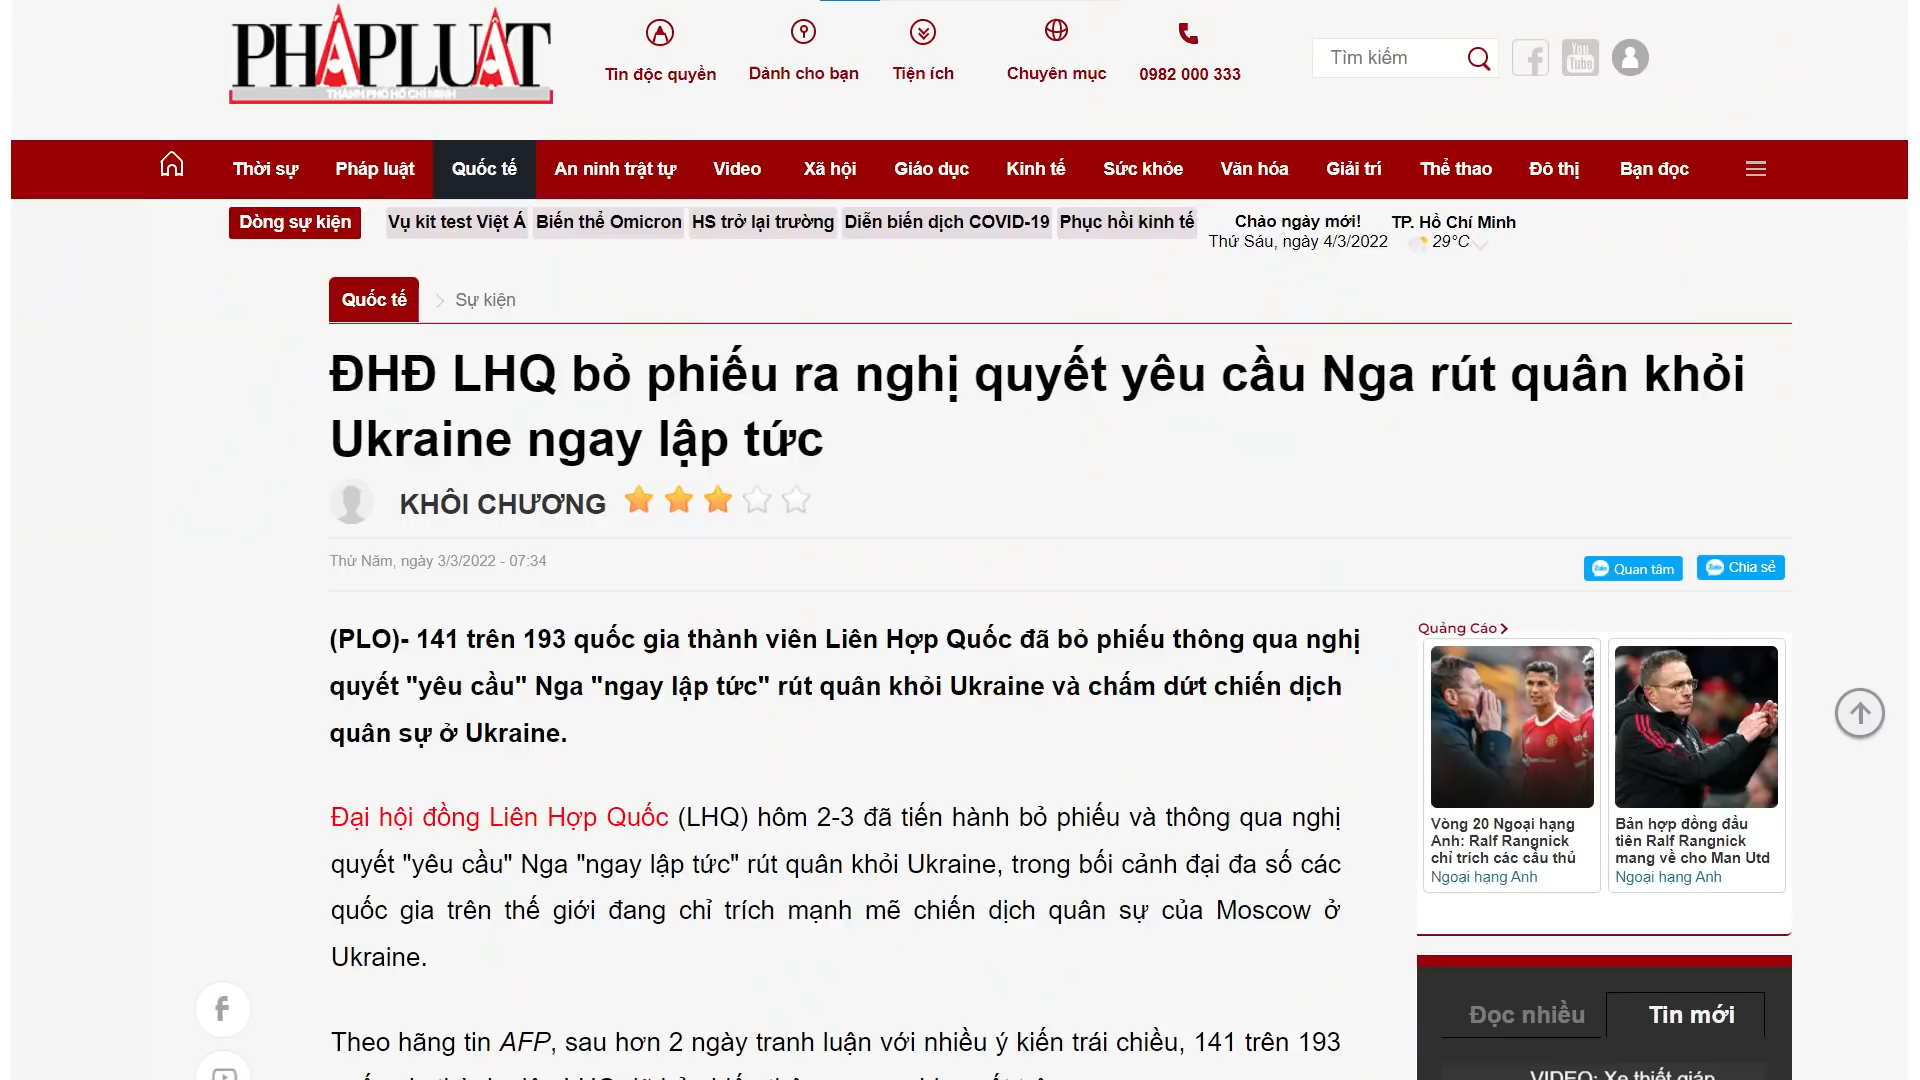 PHÁPLUẬT
THÀNH PHỐ HỒ CHÍ MINH
Tin độc quyền
Dành cho bạn
Tiện ích
Chuyên mục
0982 000 333
Tìm kiếm
You
Tube
Thời sự
Pháp luật
Quốc tế
An ninh trật tự
Video
Xã hội
Giáo dục
Kinh tế
Sức khỏe
Văn hóa
Giải trí
Thể thao
Đô thị
Bạn đọc
Dòng sự kiện
Vụ kit test Việt Á
Biến thể Omicron
HS trở lại trường
Diễn biến dịch COVID-19
Phục hồi kinh tế
Chào ngày mới!
Thứ Sáu, ngày 4/3/2022
TP. Hồ Chí Minh
29°C
Quốc tế
Sự kiện
ĐHĐ LHQ bỏ phiếu ra nghị quyết yêu cầu Nga rút quân khỏi
Ukraine ngay lập tức
KHÔI CHƯƠNG
Thứ Năm, ngày 3/3/2022 - 07:34
Zalo Quan tâm
Zalo Chia sẻ
(PLO)- 141 trên 193 quốc gia thành viên Liên Hợp Quốc đã bỏ phiếu thông qua nghị
quyết "yêu cầu" Nga "ngay lập tức" rút quân khỏi Ukraine và chấm dứt chiến dịch
quân sự ở Ukraine.
Đại hội đồng Liên Hợp Quốc (LHQ) hôm 2-3 đã tiến hành bỏ phiếu và thông qua nghị
quyết "yêu cầu" Nga "ngay lập tức" rút quân khỏi Ukraine, trong bối cảnh đại đa số các
quốc gia trên thế giới đang chỉ trích mạnh mẽ chiến dịch quân sự của Moscow ở
Ukraine.
Theo hãng tin AFP, sau hơn 2 ngày tranh luận với nhiều ý kiến trái chiều, 141 trên 193
Quảng Cáo
Vòng 20 Ngoại hạng
Anh: Ralf Rangnick
chỉ trích các cầu thủ
Ngoại hạng Anh
Bản hợp đồng đầu
tiên Ralf Rangnick
mang về cho Man Utd
Ngoại hạng Anh
Đọc nhiều
Tin mới
VIDEO: Xe thiết giáp